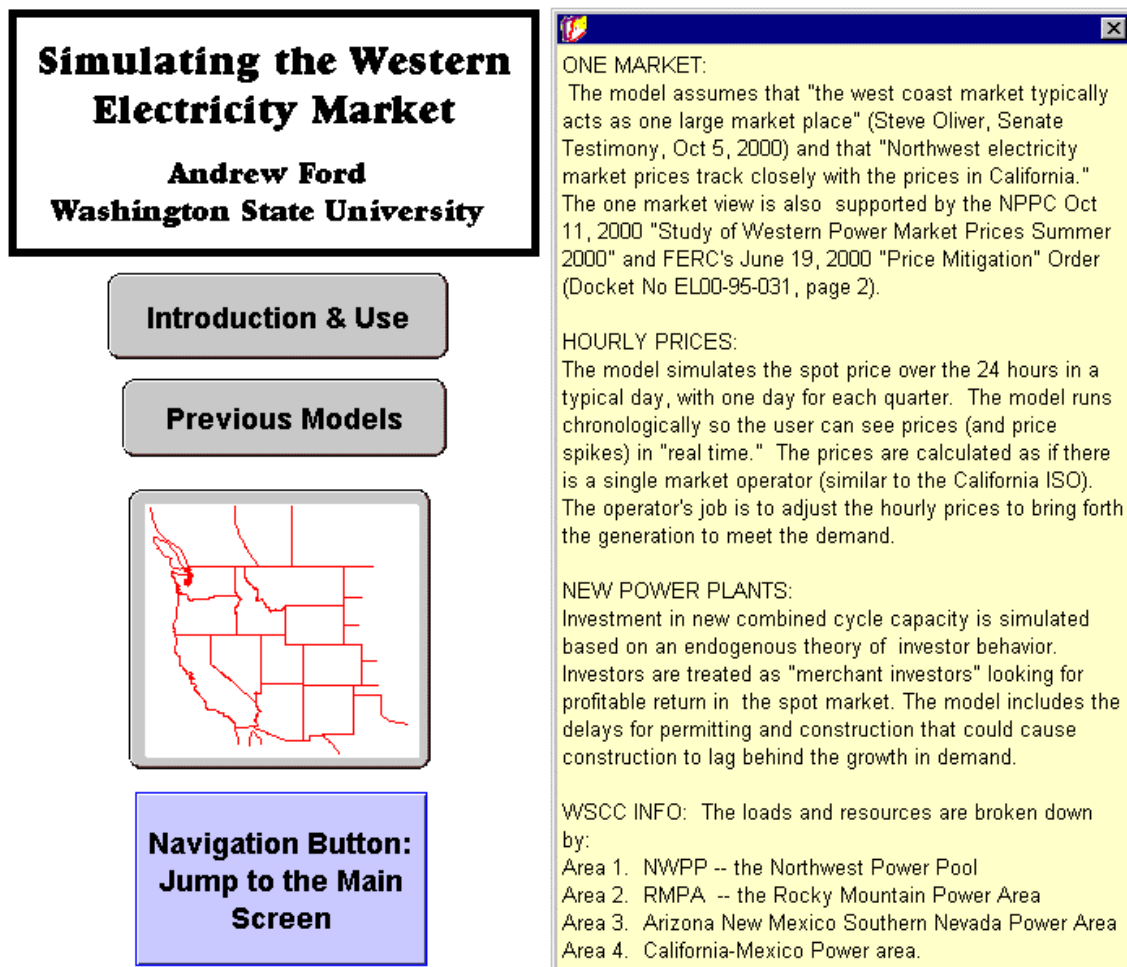 Simulating the Western
Electricity Market
Andrew Ford
Washington State University
Introduction & Use
Previous Models
Navigation Button:
Jump to the Main
Screen
ONE MARKET:
The model assumes that "the west coast market typically
acts as one large market place" (Steve Oliver, Senate
Testimony, Oct 5, 2000) and that "Northwest electricity
market prices track closely with the prices in California."
The one market view is also supported by the NPPC Oct
11, 2000 "Study of Western Power Market Prices Summer
2000" and FERC's June 19, 2000 "Price Mitigation" Order
(Docket No EL00-95-031, page 2).
HOURLY PRICES:
The model simulates the spot price over the 24 hours in a
typical day, with one day for each quarter. The model runs
chronologically so the user can see prices (and price
spikes) in "real time." The prices are calculated as if there
is a single market operator (similar to the California ISO).
The operator's job is to adjust the hourly prices to bring forth
the generation to meet the demand.
NEW POWER PLANTS:
Investment in new combined cycle capacity is simulated
based on an endogenous theory of investor behavior.
Investors are treated as "merchant investors" looking for
profitable return in the spot market. The model includes the
delays for permitting and construction that could cause
construction to lag behind the growth in demand.
WSCC INFO: The loads and resources are broken down
by:
Area 1. NWPP -- the Northwest Power Pool
Area 2. RMPA -- the Rocky Mountain Power Area
Area 3. Arizona New Mexico Southern Nevada Power Area
Area 4. California-Mexico Power area.